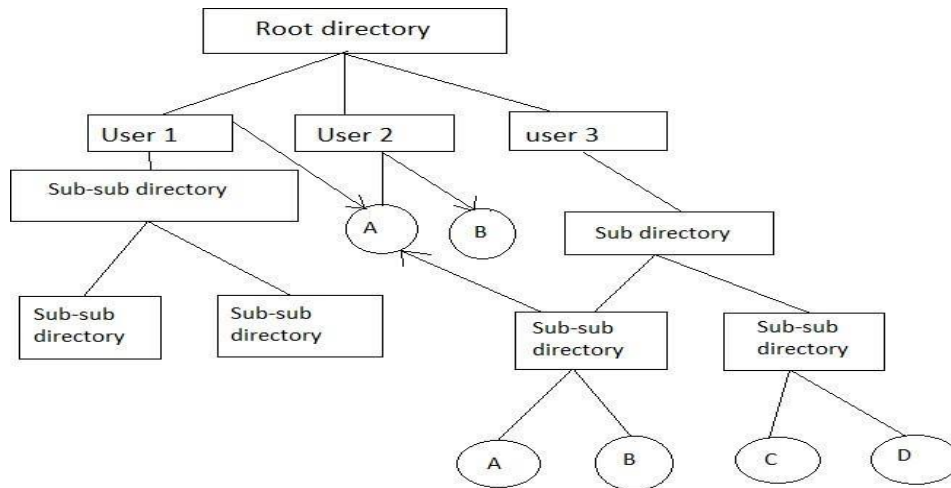 Root directory
User 1
User 2
user 3
Sub-sub directory
A
B
Sub directory
Sub-sub
directory
Sub-sub
directory
Sub-sub
directory
Sub-sub
directory
A
B
C
D